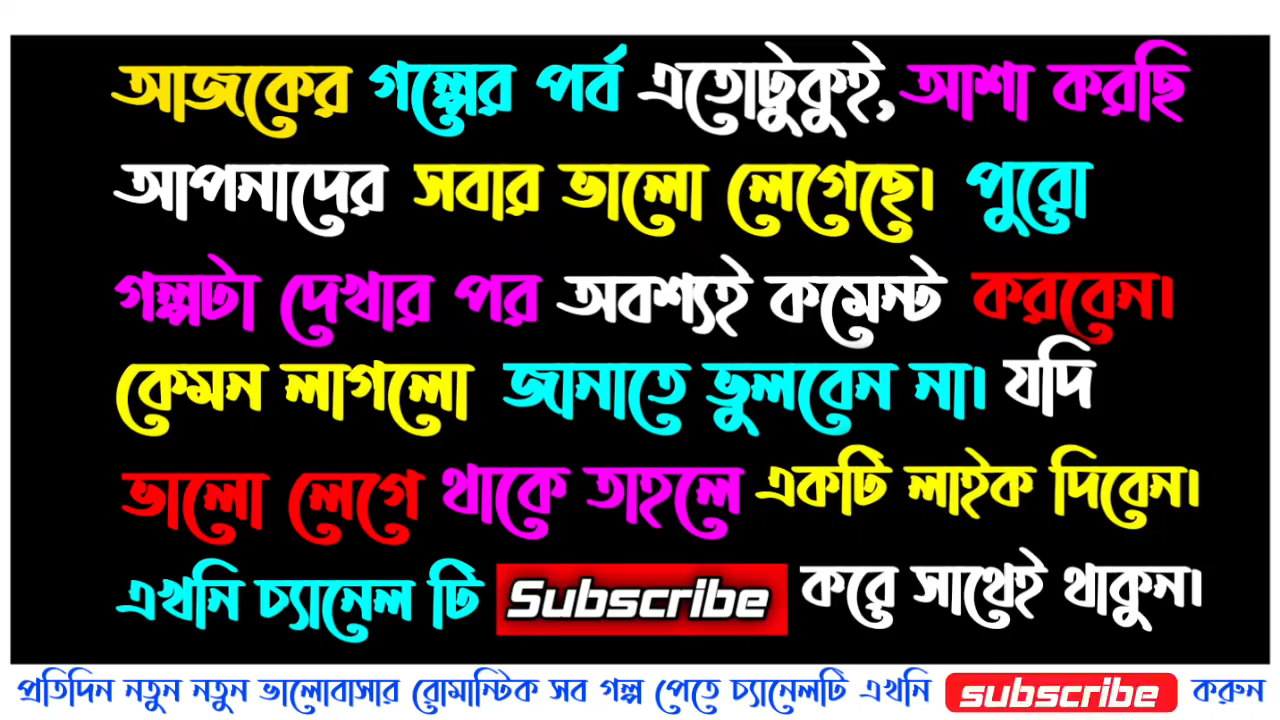 আজকের গল্পের পর্ব এতোটুকুই, আশা করছি
আপনাদের সবার ভালো লেগেছে। পুরো
গল্পটা দেখার পর অবশ্যই কমেন্ট করবেন।
কেমন লাগলো জানাতে ভুলবেন না। যদি
ভালো লেগে থাকে তাহলে একটি লাইক দিবেন।
এখনি চ্যানেল টি Subscribe করে সাথেই থাকুন।
প্রতিদিন নতুন নতুন ভালোবাসার রোমান্টিক সব গল্প পেতে চ্যানেলটি এখনি subscribe করুন